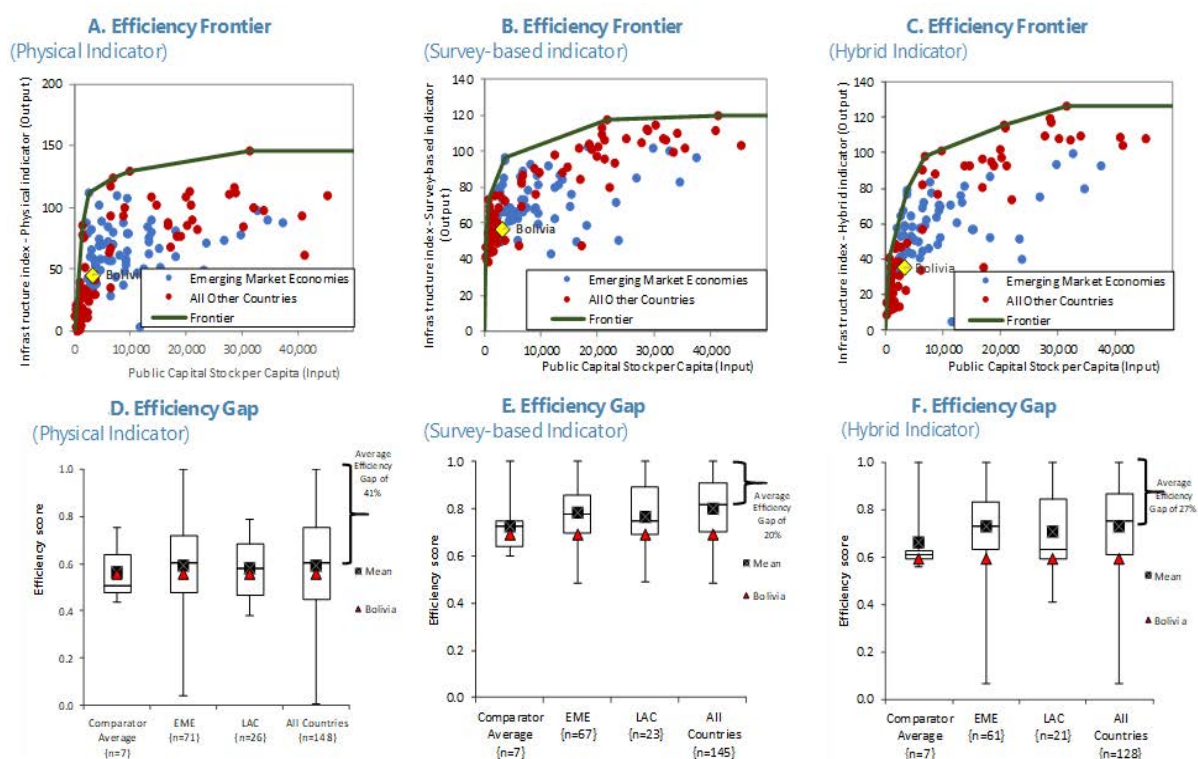 A. Efficiency Frontier
(Physical Indicator)
Infrastructure index - Physical indicator (Output)
200
150
100
50
0
Bolivi
Emerging Market Economies
All Other Countries
Frontier
0 10,000 20,000 30,000 40,000
Public Capital Stock per Capita (Input)
B. Efficiency Frontier
(Survey-based indicator)
Infrastructure index - Survey-based indicator
(Output)
140
120
100
80
60
40
20
0
Bolivia
Emerging Market Economies
All Other Countries
Frontier
0 10,000 20,000 30,000 40,000
Public Capital Stock per Capita (Input)
C. Efficiency Frontier
(Hybrid Indicator)
Infrastructure index - Hybrid indicator (Output)
140
120
100
80
60
40
20
0
Bolivia
Emerging Market Economies
All Other Countries
Frontier
0 10,000 20,000 30,000 40,000
Public Capital Stock per Capita (Input)
D. Efficiency Gap
(Physical Indicator)
Efficiency score
1.0
0.8
0.6
0.4
0.2
0.0
Average
Efficiency
Gap of
41%
Mean
Bolivia
Comparator EME LAC All Countries
Average {n=71} {n=26} {n=148}
{n=7}
E. Efficiency Gap
(Survey-based Indicator)
Efficiency score
1.0
0.8
0.6
0.4
0.2
0.0
Average
Efficiency
Gap of
20%
Mean
Bolivia
Comparator EME LAC All
Average {n=67} {n=23} Countries
{n=7} {n=145}
F. Efficiency Gap
(Hybrid Indicator)
Efficiency score
1.0
0.8
0.6
0.4
0.2
0.0
Average
Efficiency
Gap of 27%
Mean
Bolivia
Comparator EME LAC All
Average {n=61} {n=21} Countries
{n=7} {n=128}